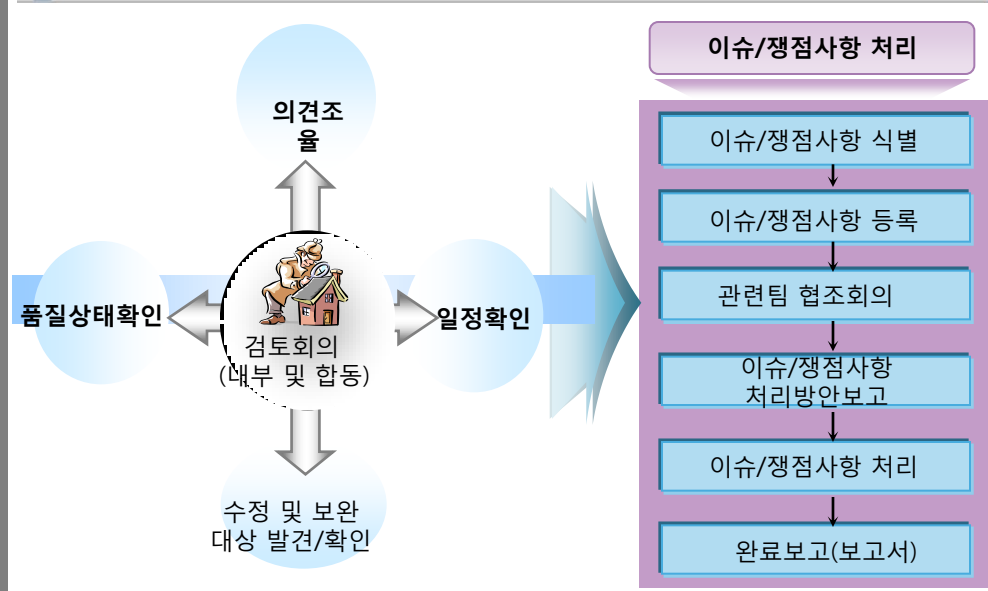 의견조
율
품질상태확인
검토회의
(내부 및 합동)
일정확인
수정 및 보완
대상 발견/확인
이슈/쟁점사항 처리
이슈/쟁점사항 식별
이슈/쟁점사항 등록
관련팀 협조회의
이슈/쟁점사항
처리방안보고
이슈/쟁점사항 처리
완료보고(보고서)